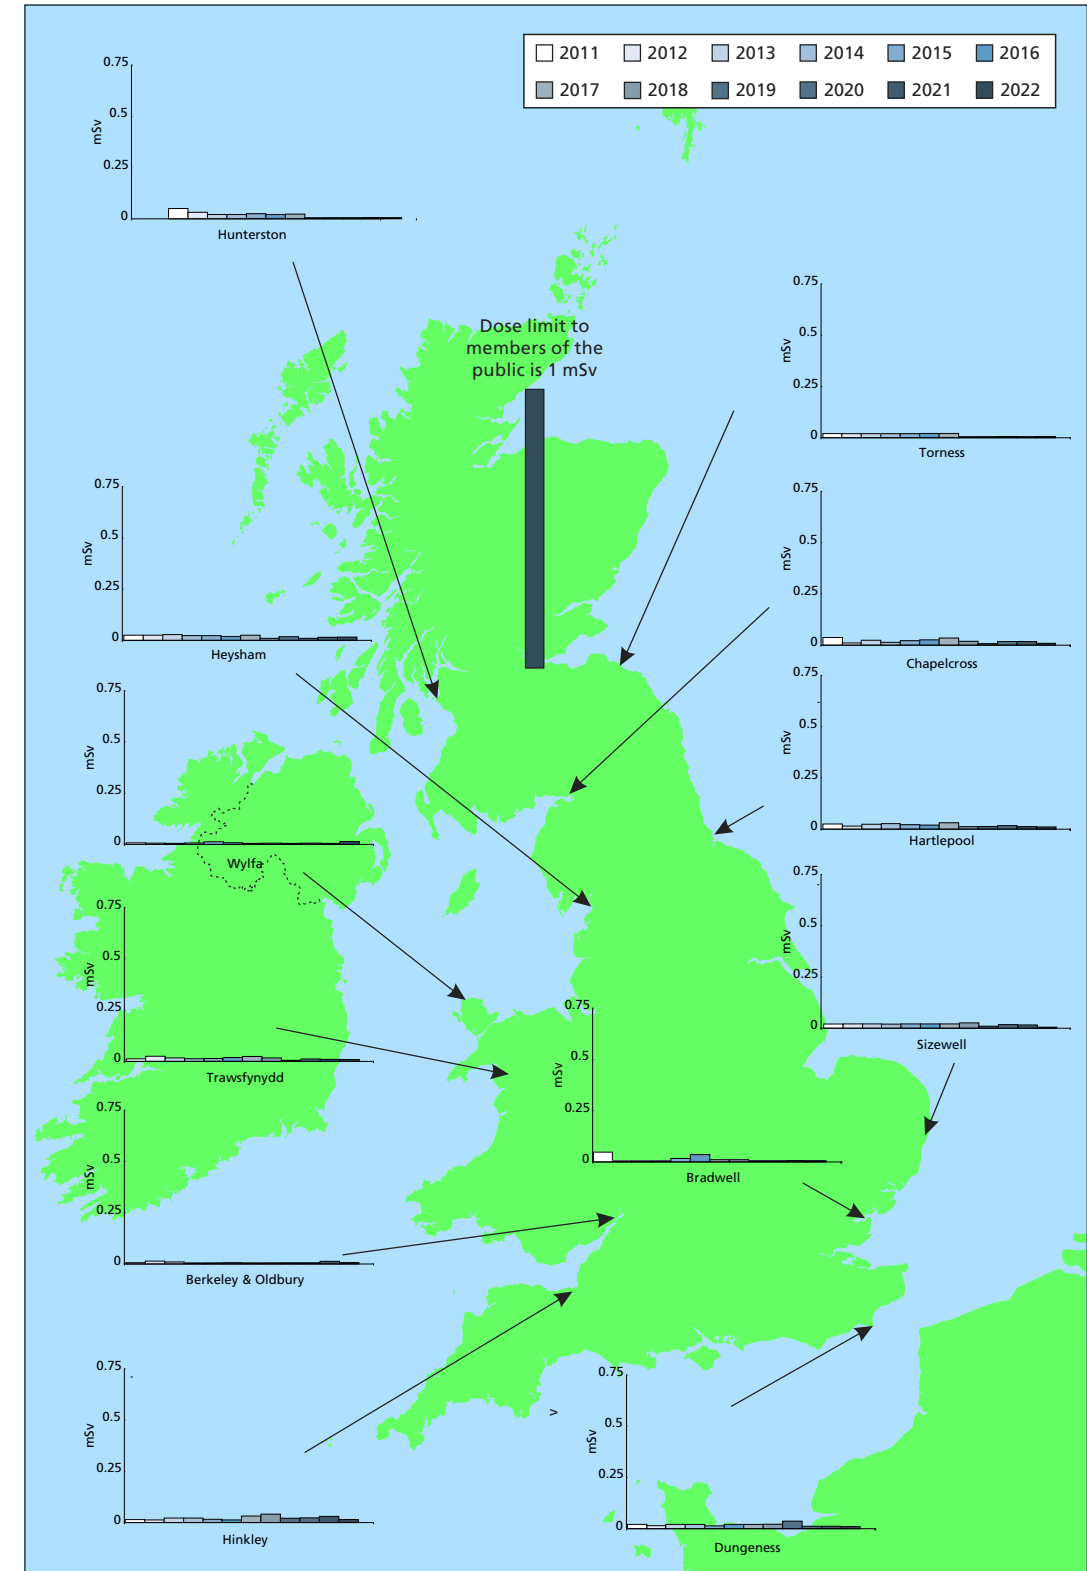 2011 2012 2013 2014 2015 2016
2017 2018 2019 2020 2021 2022
0.75
0.5
0.25
0
mSv
Hunterston
Dose limit to
members of the
public is 1 mSv
0.75
0.5
0.25
0
mSv
Torness
0.75
0.5
0.25
0
mSv
Heysham
0.75
0.5
0.25
0
mSv
Chapelcross
0.75
0.5
0.25
0
mSv
Wylfa
0.75
0.5
0.25
0
mSv
Hartlepool
0.75
0.5
0.25
0
mSv
Trawsfynydd
0.75
0.5
0.25
0
mSv
Sizewell
0.75
0.5
0.25
0
mSv
Bradwell
0.75
0.5
0.25
0
mSv
Berkeley & Oldbury
0.75
0.5
0.25
0
mSv
Hinkley
V
0.75
0.5
0.25
0
mSv
Dungeness